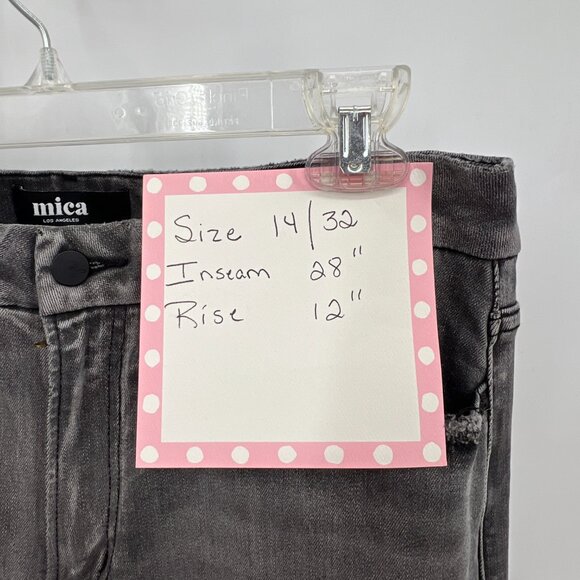 mica
LOS ANGELES
Size 14/32
Inseam 28"
Rise 12"